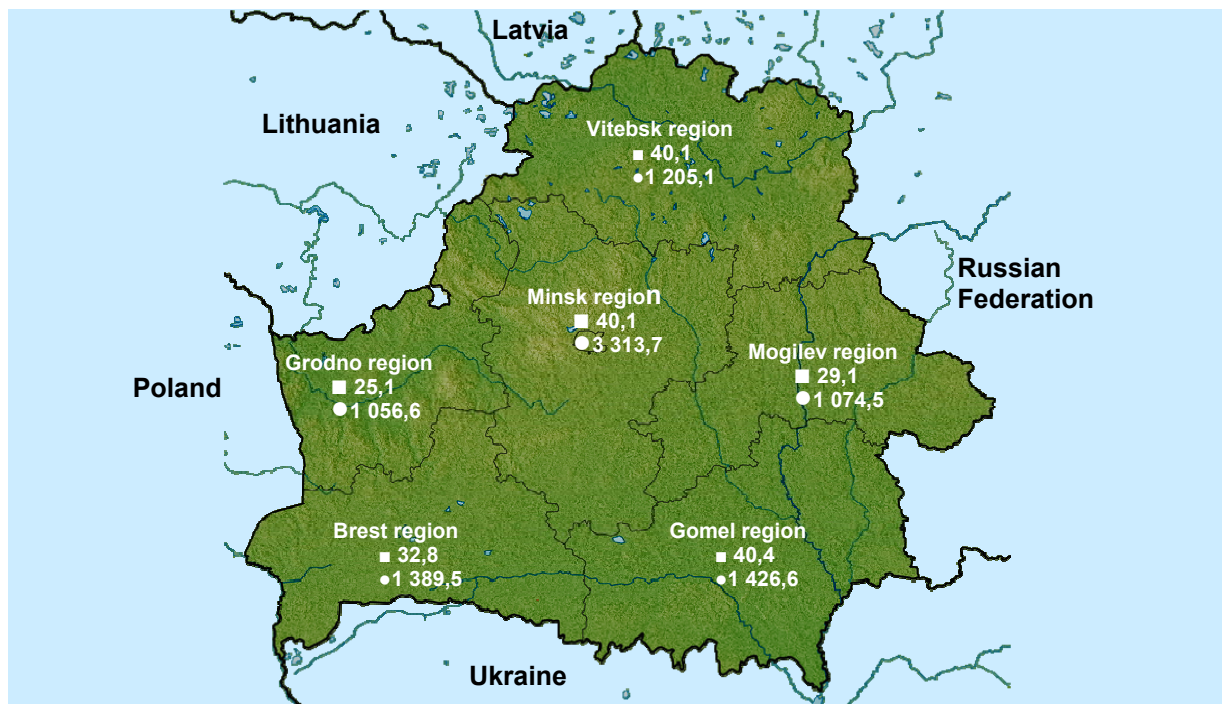 Latvia
Lithuania
Vitebsk region
40,1
1 205,1
Russian
Federation
Minsk region
40,1
3 313,7
Mogilev region
29,1
1 074,5
Grodno region
25,1
1 056,6
Poland
Brest region
32,8
1 389,5
Gomel region
40,4
1 426,6
Ukraine